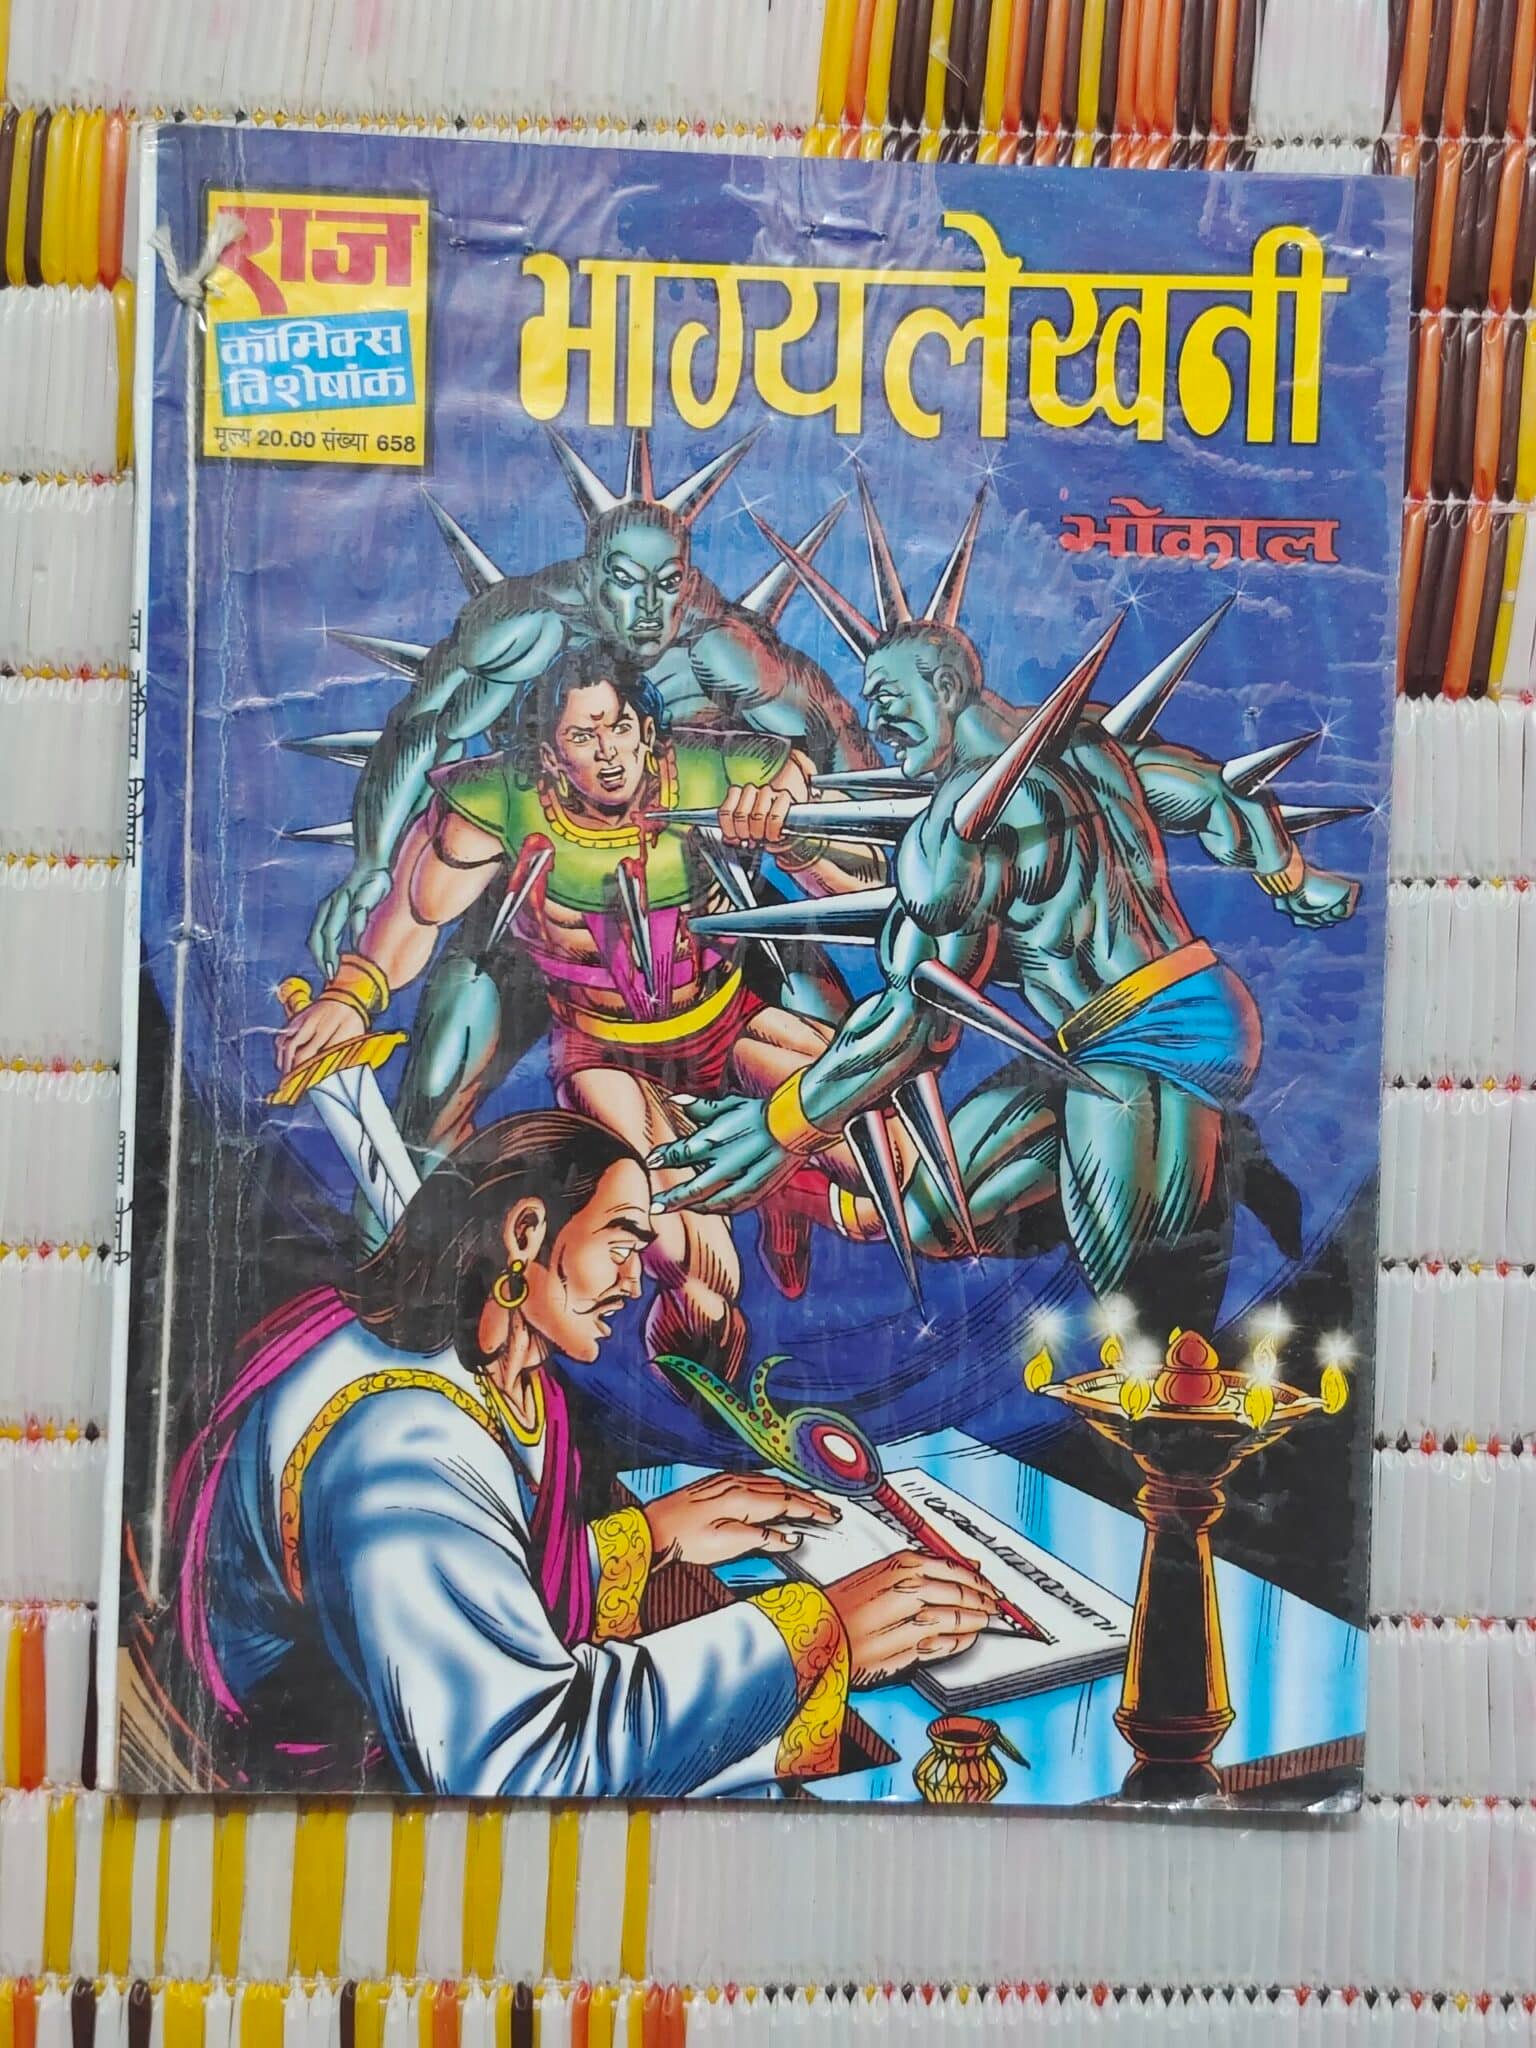 राज
कॉमिक्स
विशेषांक
मूल्य 20.00 संख्या 658
भाग्यलेखनी
भोकाल